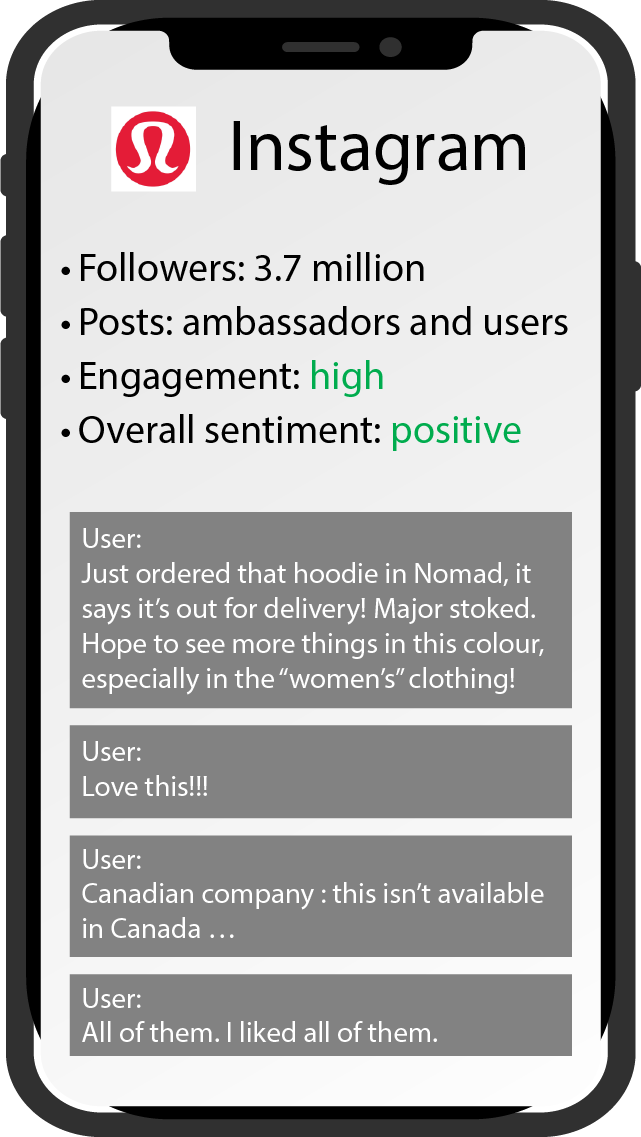 Instagram
• Followers: 3.7 million
• Posts: ambassadors and users
• Engagement: high
• Overall sentiment: positive
User:
Just ordered that hoodie in Nomad, it
says it’s out for delivery! Major stoked.
Hope to see more things in this colour,
especially in the “women’s” clothing!
User:
Love this!!!
User:
Canadian company : this isn’t available
in Canada …
User:
All of them. I liked all of them.